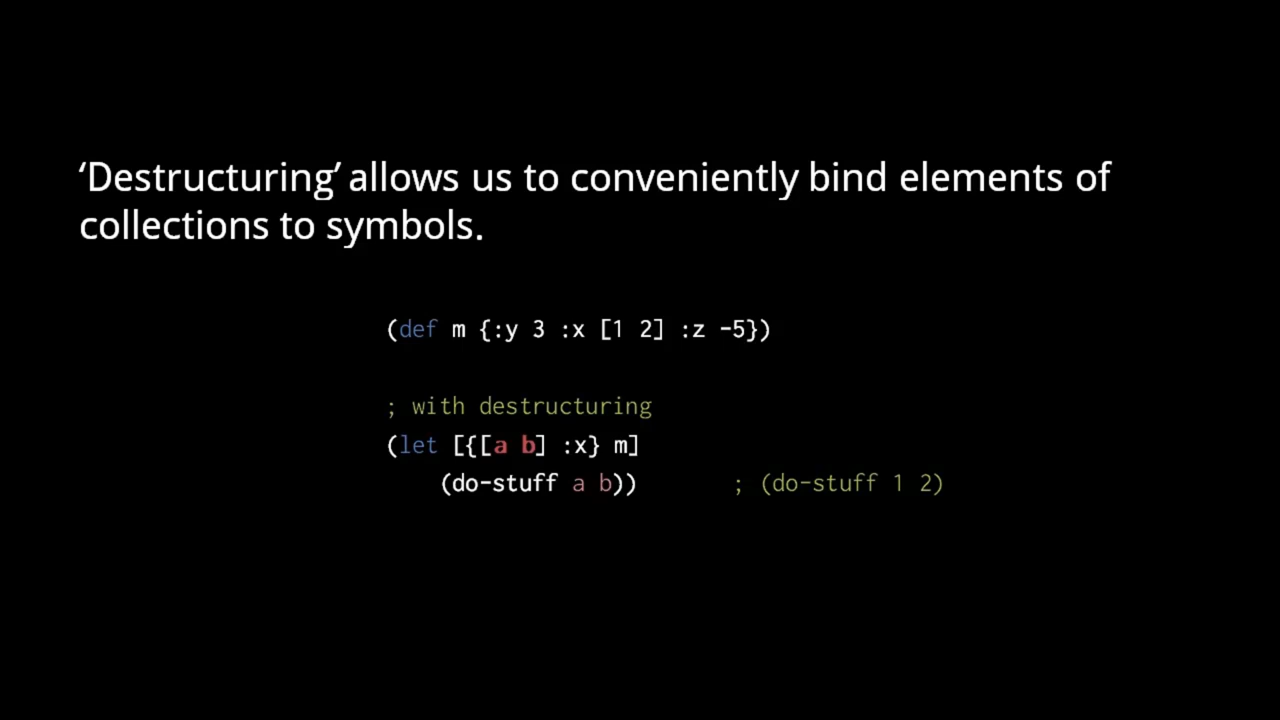 ‘Destructuring’ allows us to conveniently bind elements of
collections to symbols.
(def m {:y 3 :x [1 2] :z -5})
; with destructuring
(let [{[a b] :x} m]
(do-stuff a b)) ; (do-stuff 1 2)